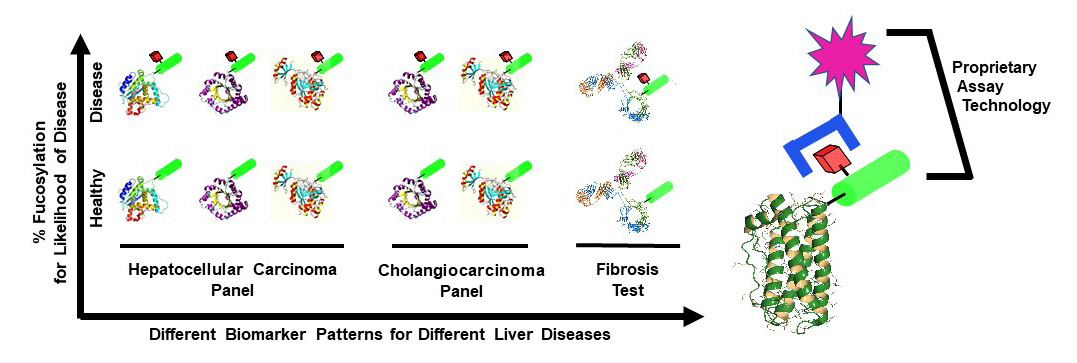 % Fucosylation
for Likelihood of Disease
Disease
Healthy
Hepatocellular Carcinoma
Panel
Cholangiocarcinoma
Panel
Fibrosis
Test
Different Biomarker Patterns for Different Liver Diseases
Proprietary
Assay
Technology